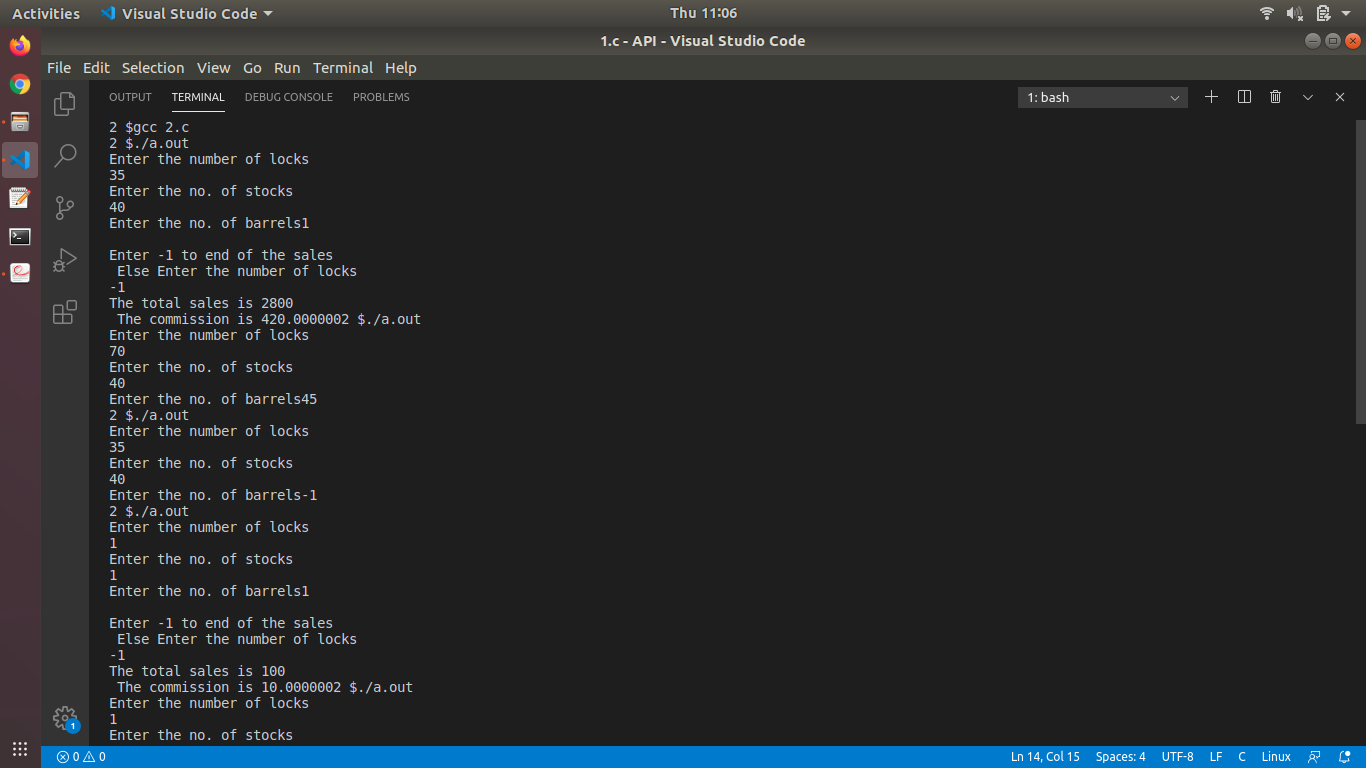 Activities Visual Studio Code Thu 11:06
1.c - API - Visual Studio Code
File Edit Selection View Go Run Terminal Help
OUTPUT TERMINAL DEBUG CONSOLE PROBLEMS 1: bash
2 $gcc 2.c
2 $./a.out
Enter the number of locks
35
Enter the no. of stocks
40
Enter the no. of barrels1
Enter -1 to end of the sales
Else Enter the number of locks
-1
The total sales is 2800
The commission is 420.0000002 $./a.out
Enter the number of locks
70
Enter the no. of stocks
40
Enter the no. of barrels45
2 $./a.out
Enter the number of locks
35
Enter the no. of stocks
40
Enter the no. of barrels-1
2 $./a.out
Enter the number of locks
1
Enter the no. of stocks
1
Enter the no. of barrels1
Enter -1 to end of the sales
Else Enter the number of locks
-1
The total sales is 100
The commission is 10.0000002 $./a.out
Enter the number of locks
1
Enter the no. of stocks
1
0 0 Ln 14, Col 15 Spaces: 4 UTF-8 LF C Linux